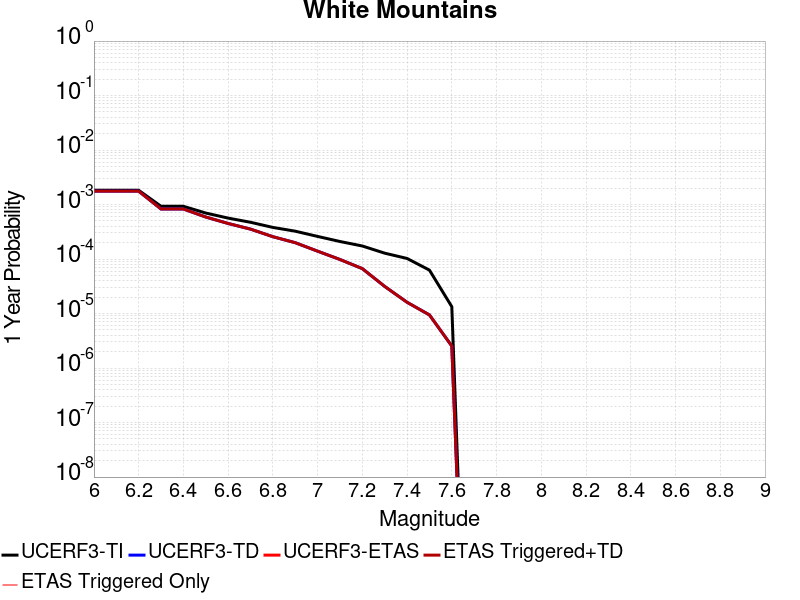 White Mountains
10^0
10^-1
10^-2
10^-3
10^-4
10^-5
10^-6
10^-7
10^-8
1 Year Probability
6 6.2 6.4 6.6 6.8 7 7.2 7.4 7.6 7.8 8 8.2 8.4 8.6 8.8 9
Magnitude
UCERF3-TI UCERF3-TD UCERF3-ETAS ETAS Triggered+TD
ETAS Triggered Only